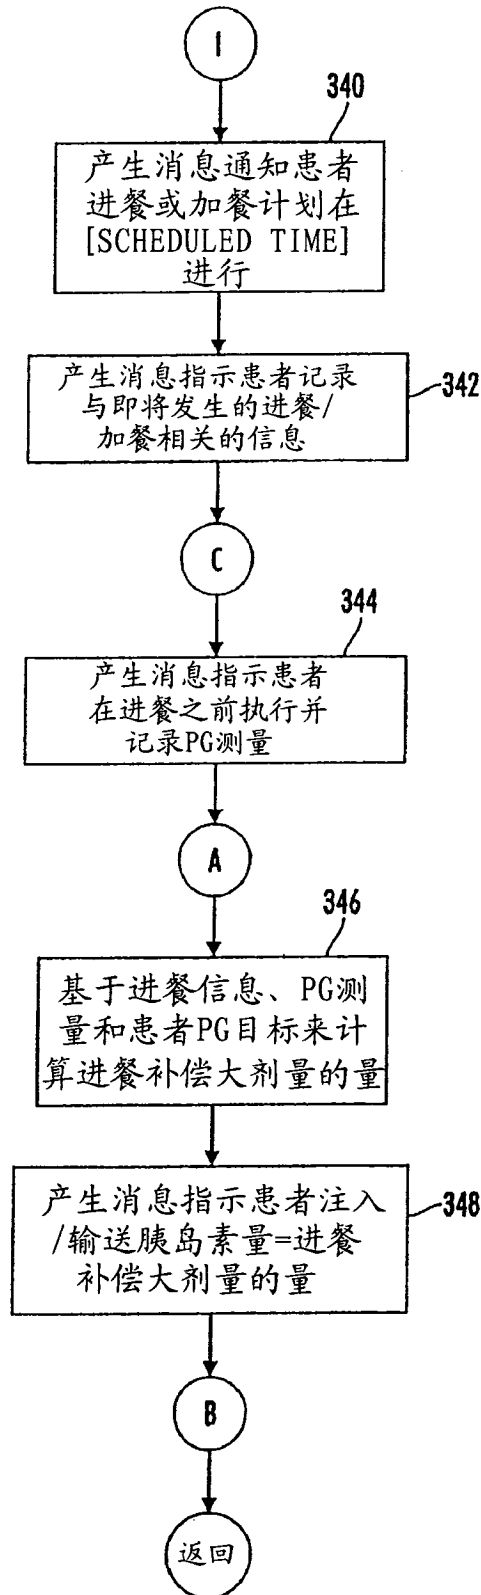 I
340
产生消息通知患者
进餐或加餐计划在
[SCHEDULED TIME]
进行
产生消息指示患者记录
与即将发生的进餐/
加餐相关的信息
342
C
344
产生消息指示患者
在进餐之前执行并
记录PG测量
A
346
基于进餐信息、PG测
量和患者PG目标来计
算进餐补偿大剂量的量
产生消息指示患者注入
/输送胰岛素量=进餐
补偿大剂量的量
348
B
返回